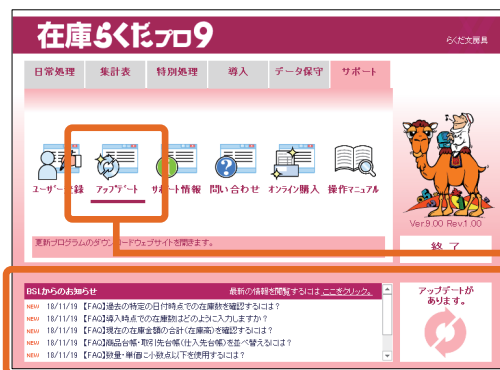 在庫らくだプロ9
らくだ文房具
日常処理 集計表 特別処理 導入 データ保守 サポート
ユーザー登録 アップデート サポート情報 問い合わせ オンライン購入 操作マニュアル
更新プログラムのダウンロードウェブサイトを開きます。
Ver.9.00 Rev.1.00
終了
BSLからのお知らせ 最新の情報を閲覧するにはここをクリック。
NEW 18/11/19 【FAQ】過去の特定の日付時点での在庫数を確認するには?
NEW 18/11/19 【FAQ】導入時点での在庫数はどのように入力しますか?
NEW 18/11/19 【FAQ】現在の在庫金額の合計(在庫高)を確認するには?
NEW 18/11/19 【FAQ】商品台帳・取引先台帳(仕入先台帳)を並べ替えるには?
NEW 18/11/19 【FAQ】数量・単価に小数点以下を使用するには?
アップデートが
あります。